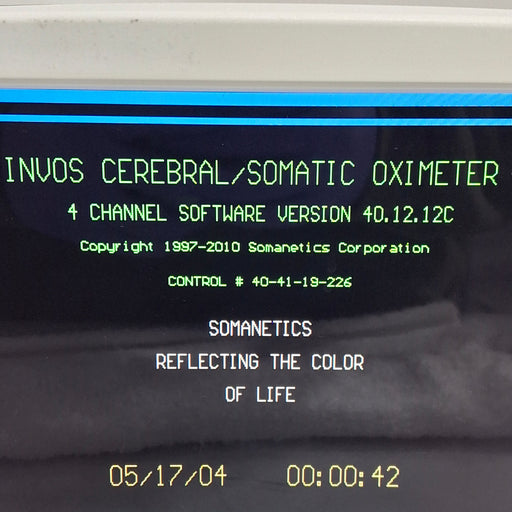 INVOS CEREBRAL/SOMATIC OXIMETER
4 CHANNEL SOFTWARE VERSION 40.12.12C
Copyright 1997-2010 Somanetics Corporation
CONTROL # 40-41-19-226
SOMANETICS
REFLECTING THE COLOR
OF LIFE
05/17/04 00:00:42